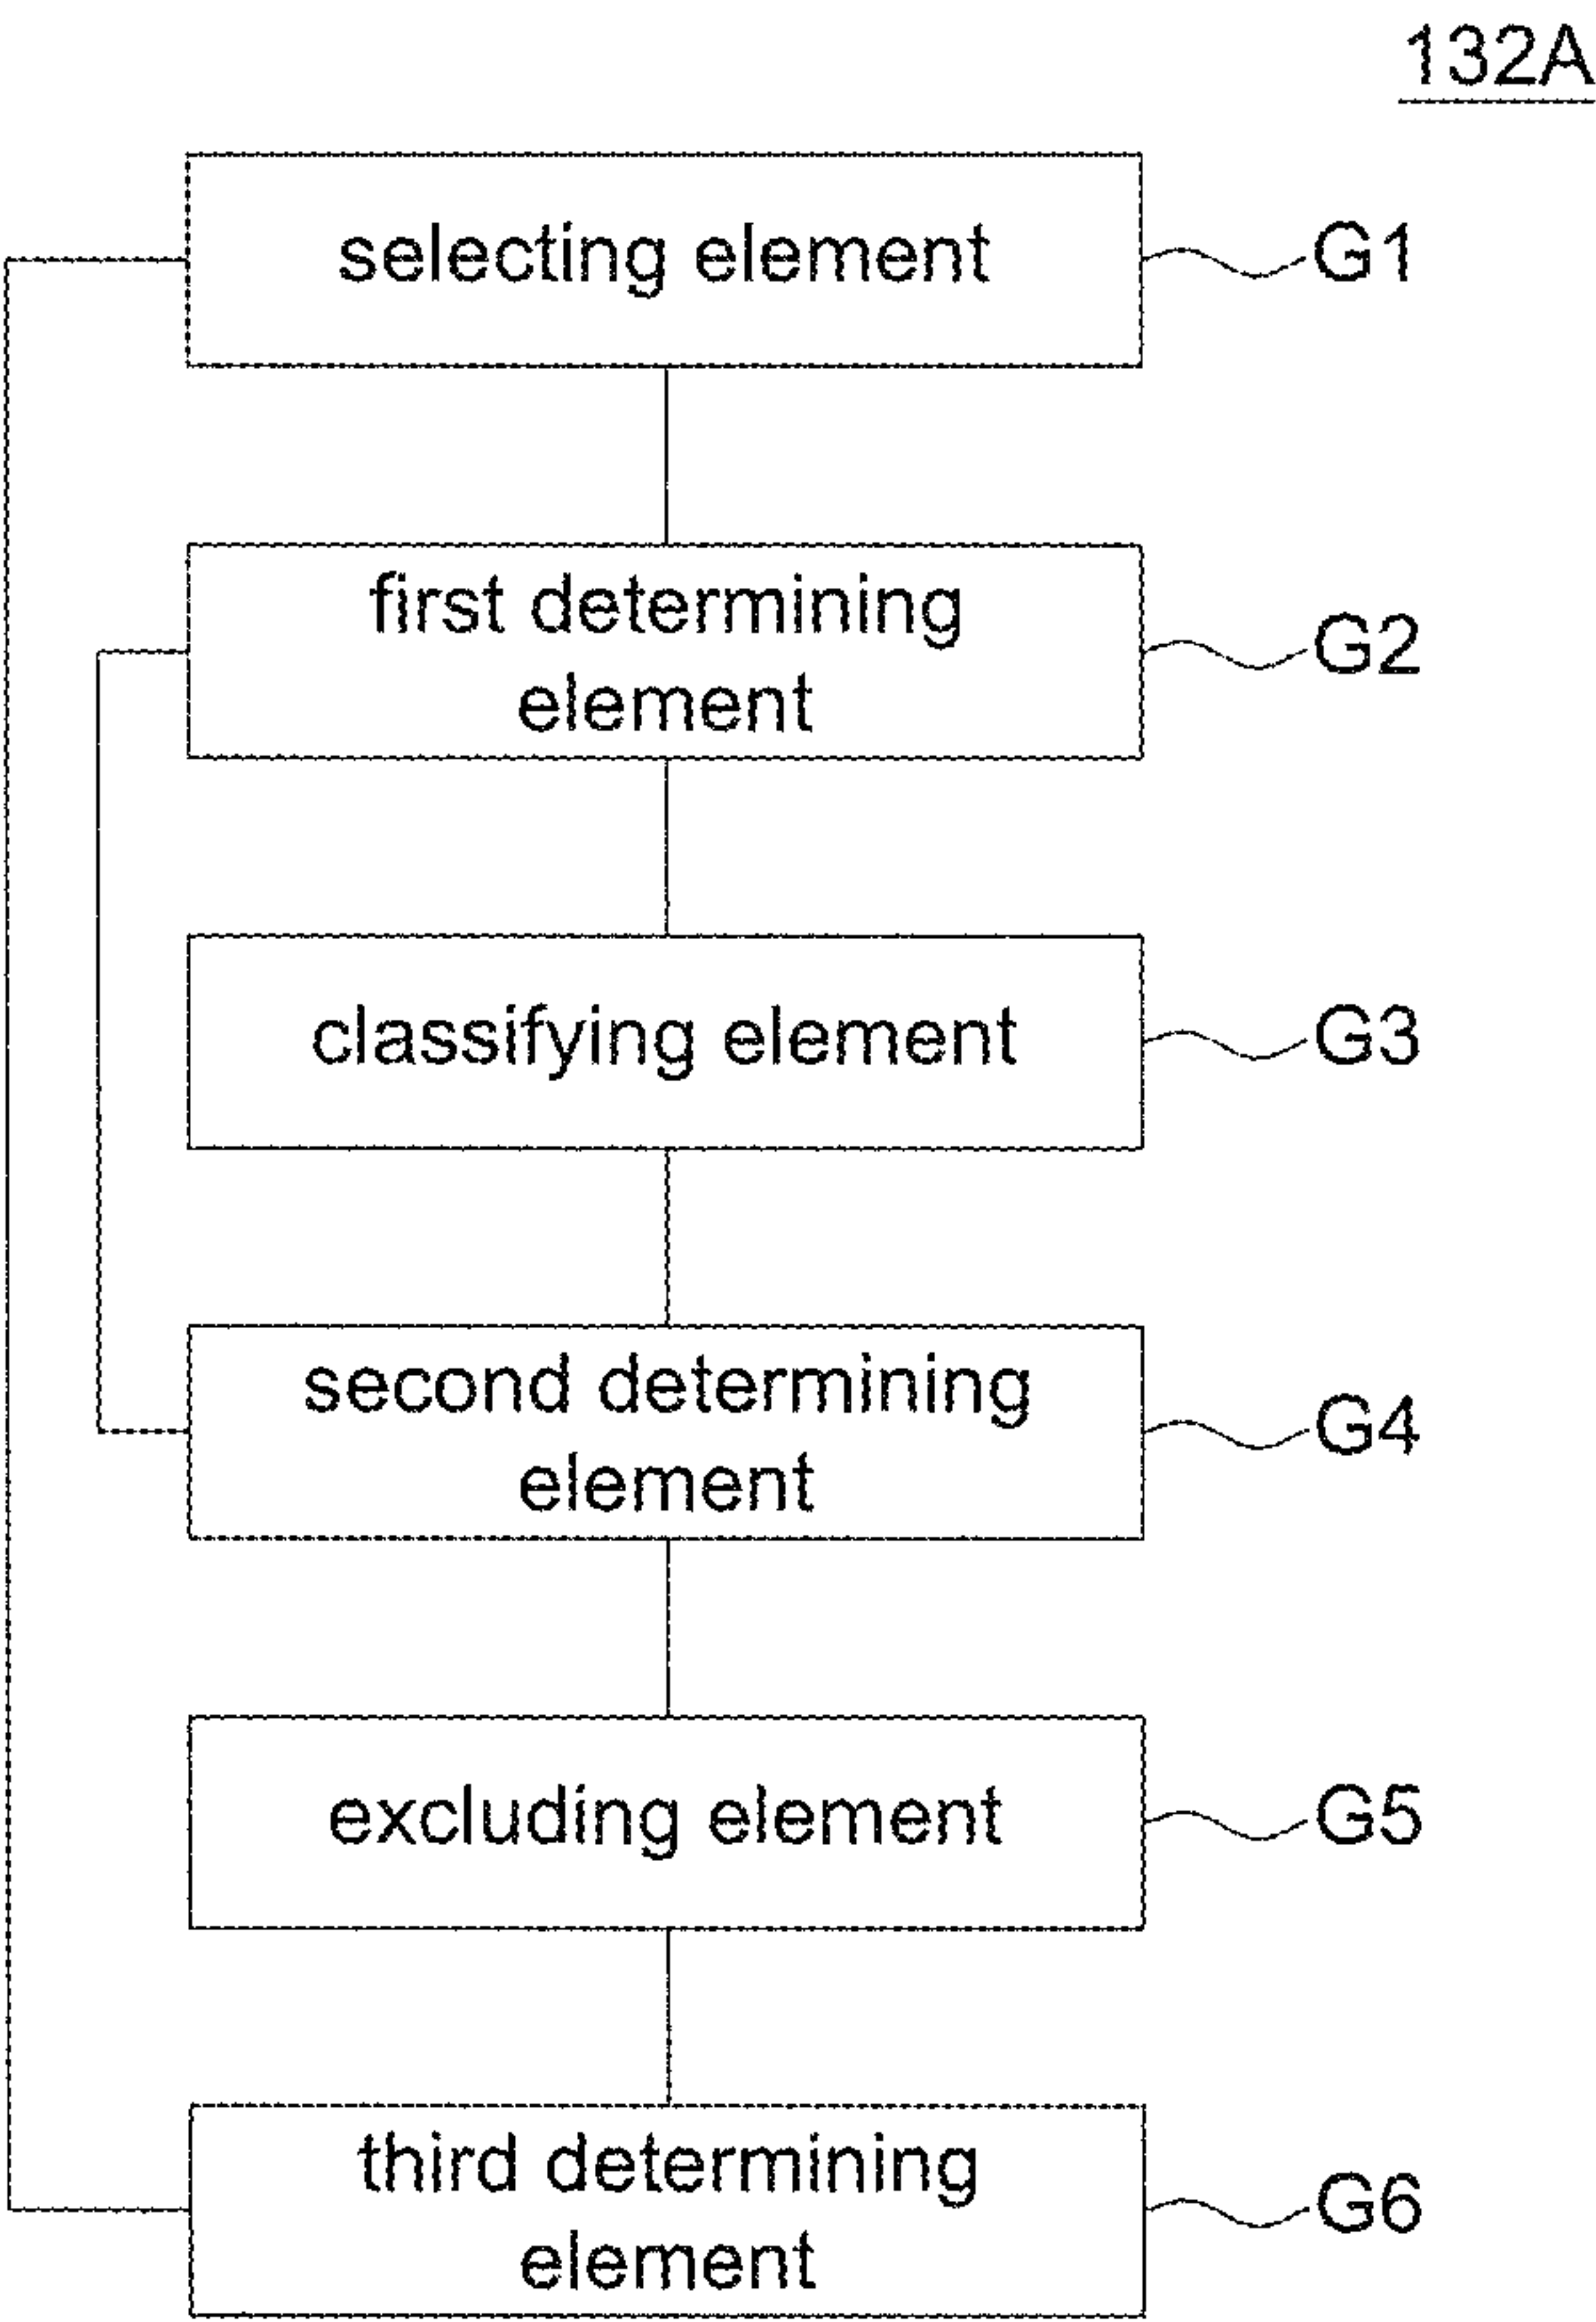 132A
selecting element
G1
first determining
element
G2
classifying element
G3
second determining
element
G4
excluding element
G5
third determining
element
G6